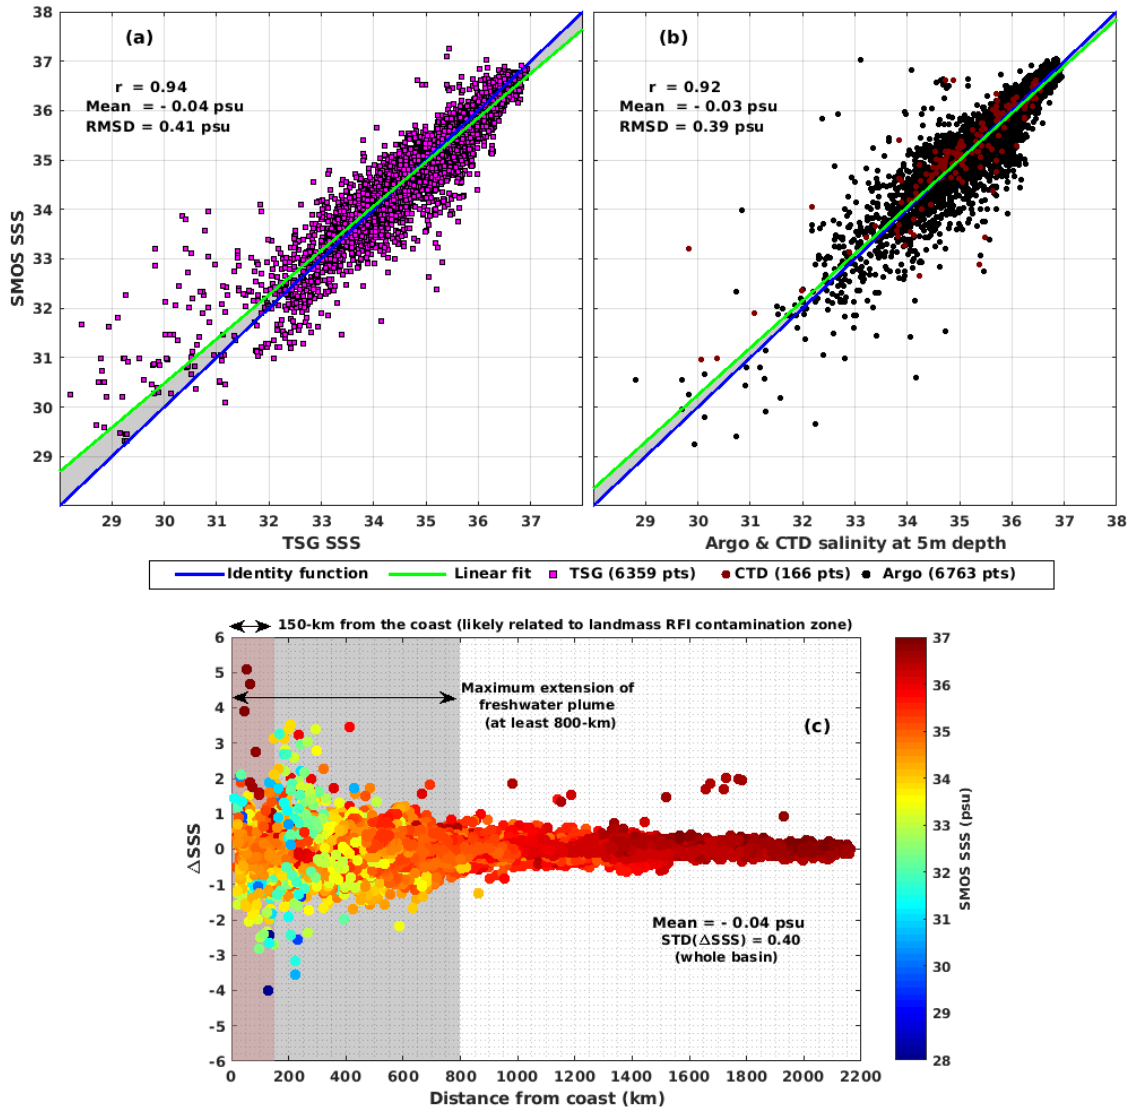 38
37
36
35
34
33
32
31
30
29
SMOS SSS
(a)
r = 0.94
Mean = - 0.04 psu
RMSD = 0.41 psu
29 30 31 32 33 34 35 36 37
TSG SSS
(b)
r = 0.92
Mean = - 0.03 psu
RMSD = 0.39 psu
29 30 31 32 33 34 35 36 37 38
Argo & CTD salinity at 5m depth
Identity function Linear fit TSG (6359 pts) CTD (166 pts) Argo (6763 pts)
150-km from the coast (likely related to landmass RFI contamination zone)
6
5
4
3
2
1
0
-1
-2
-3
-4
-5
-6
ΔSSS
Maximum extension of
freshwater plume
(at least 800-km)
(c)
Mean = - 0.04 psu
STD(ΔSSS) = 0.40
(whole basin)
0 200 400 600 800 1000 1200 1400 1600 1800 2000 2200
Distance from coast (km)
37
36
35
34
33
32
31
30
29
28
SMOS SSS (psu)